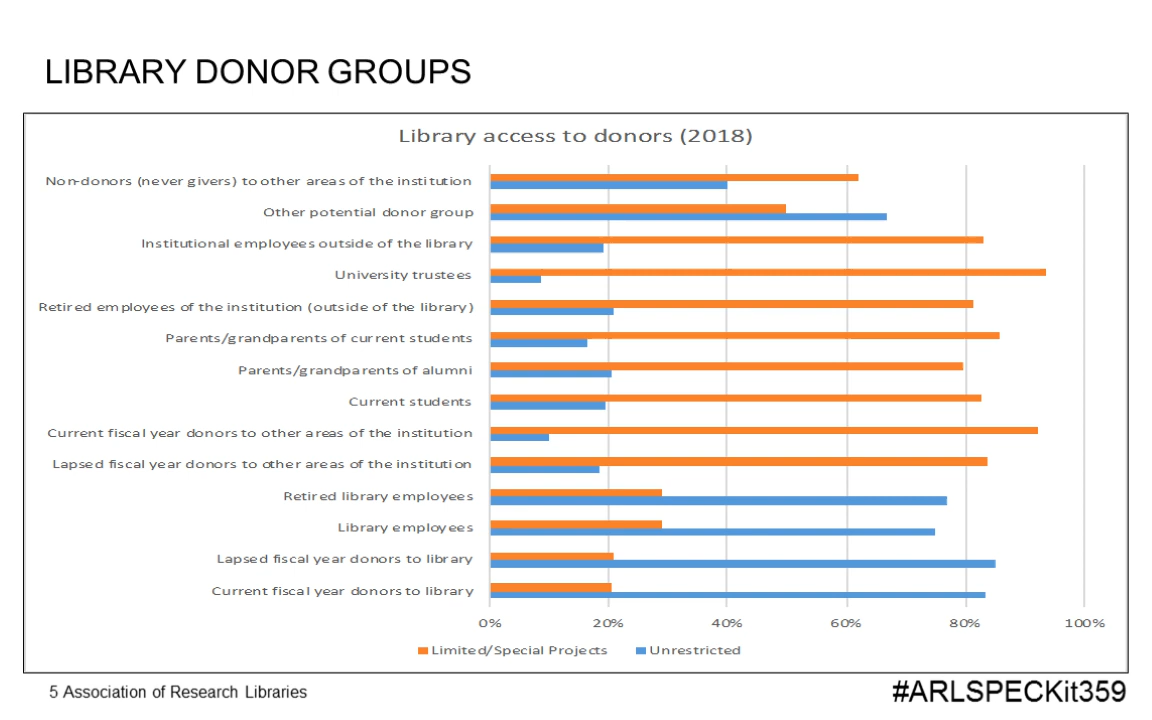 LIBRARY DONOR GROUPS
Library access to donors (2018)
Non-donors (never givers) to other areas of the institution
Other potential donor group
Institutional employees outside of the library
University trustees
Retired employees of the institution (outside of the library)
Parents/grandparents of current students
Parents/grandparents of alumni
Current students
Current fiscal year donors to other areas of the institution
Lapsed fiscal year donors to other areas of the institution
Retired library employees
Library employees
Lapsed fiscal year donors to library
Current fiscal year donors to library
0% 20% 40% 60% 80% 100%
Limited/Special Projects Unrestricted
5 Association of Research Libraries
#ARLSPECKit359